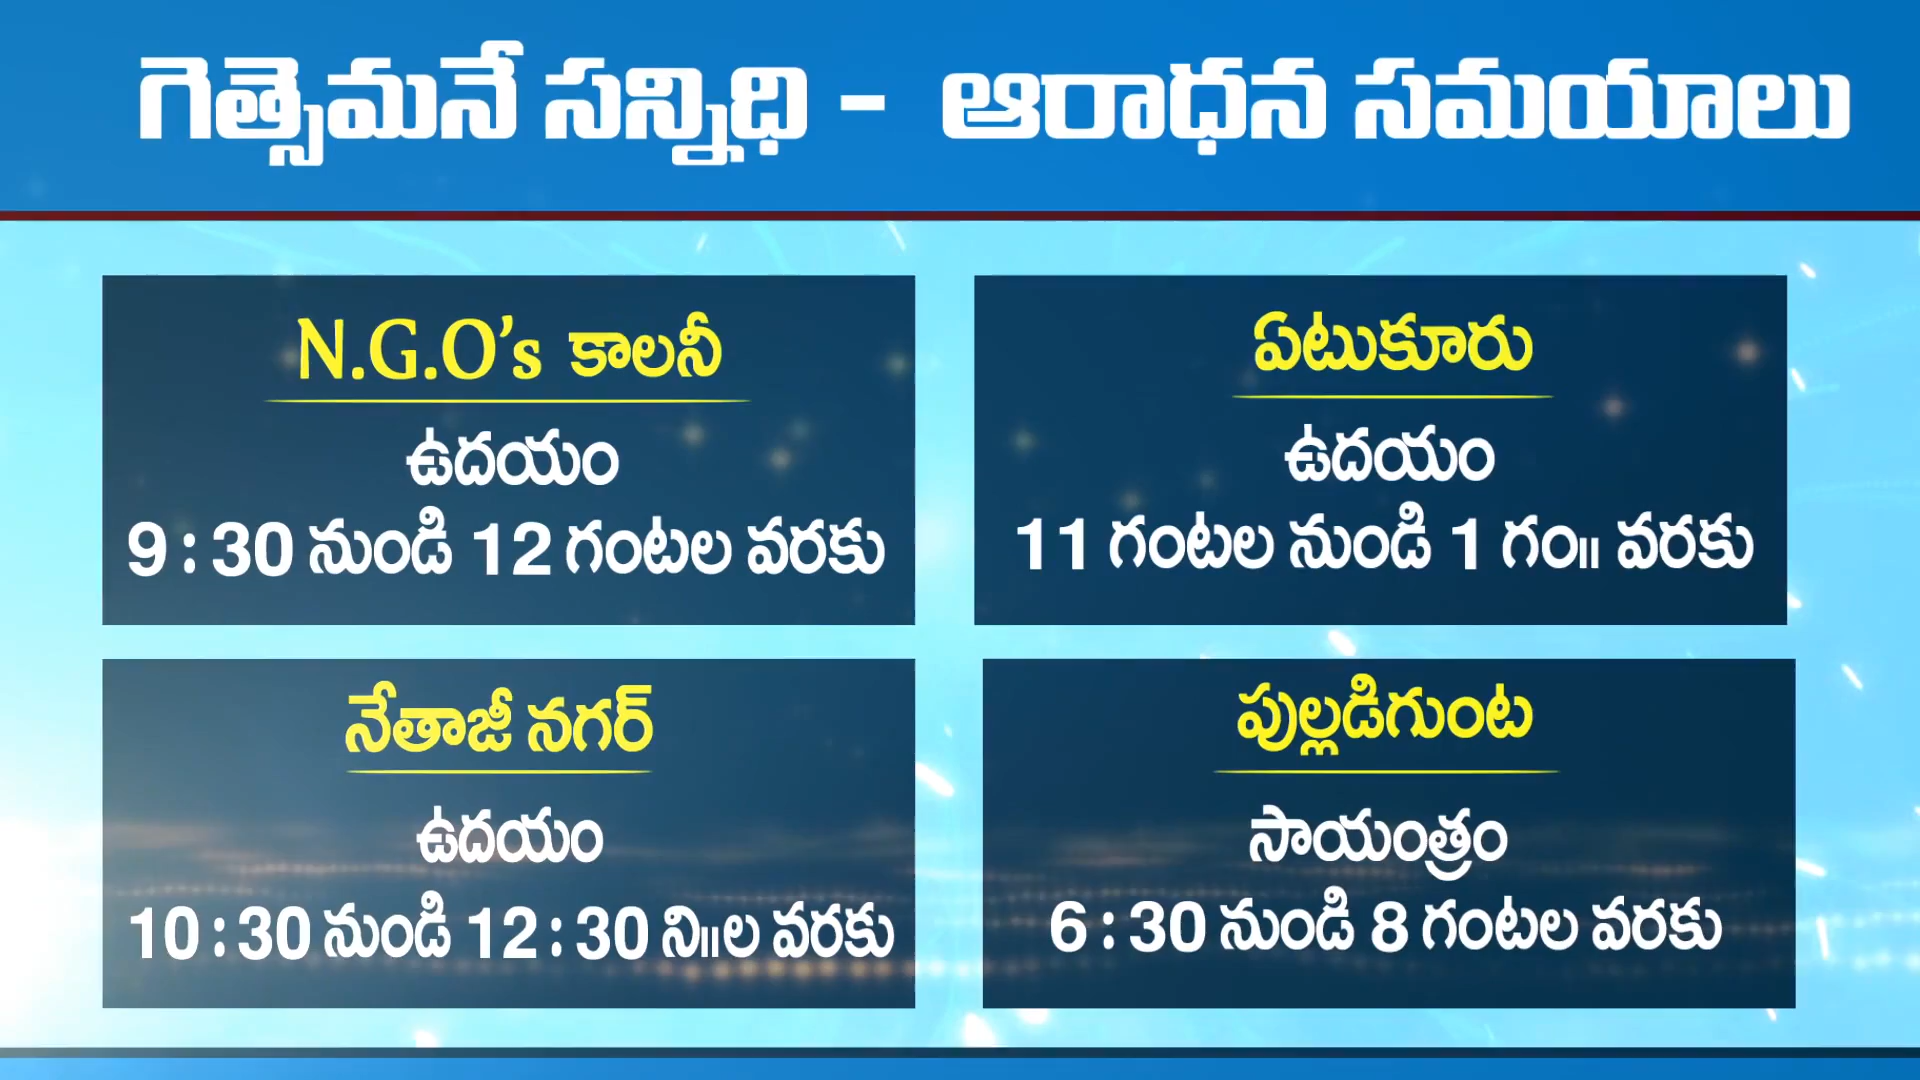 గెత్సెమనే సన్నిధి - ఆరాధన సమయాలు
N.G.O's కాలనీ
ఉదయం
9 : 30 నుండి 12 గంటల వరకు
ఏటుకూరు
ఉదయం
11 గంటల నుండి 1 గం॥ వరకు
నేతాజీ నగర్
ఉదయం
10 : 30 నుండి 12 : 30 ని॥ల వరకు
పుల్లడిగుంట
సాయంత్రం
6 : 30 నుండి 8 గంటల వరకు